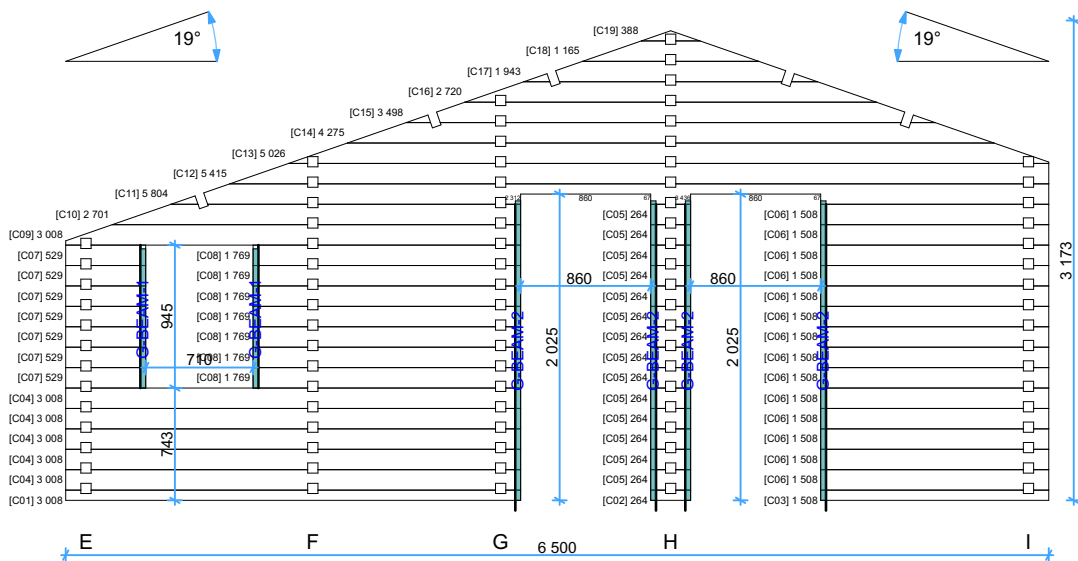 19°
19°
[C19] 388
[C18] 1 165
[C17] 1 943
[C16] 2 720
[C15] 3 498
[C14] 4 275
[C13] 5 026
[C12] 5 415
[C11] 5 804
[C10] 2 701
[C09] 3 008
[C07] 529
[C07] 529
[C07] 529
[C07] 529
[C07] 529
[C07] 529
[C07] 529
[C04] 3 008
[C04] 3 008
[C04] 3 008
[C04] 3 008
[C01] 3 008
G-BEAM-1
945
710
743
[C08] 1 769
[C08] 1 769
[C08] 1 769
[C08] 1 769
[C08] 1 769
[C08] 1 769
[C08] 1 769
G-BEAM-1
2 312
860
67
G-BEAM-2
860
2 025
[C05] 264
[C05] 264
[C05] 264
[C05] 264
[C05] 264
[C05] 264
[C05] 264
[C05] 264
[C05] 264
[C05] 264
[C05] 264
[C05] 264
[C05] 264
[C05] 264
[C02] 264
G-BEAM-2
860
67
G-BEAM-2
860
2 025
[C06] 1 508
[C06] 1 508
[C06] 1 508
[C06] 1 508
[C06] 1 508
[C06] 1 508
[C06] 1 508
[C06] 1 508
[C06] 1 508
[C06] 1 508
[C06] 1 508
[C06] 1 508
[C06] 1 508
[C06] 1 508
[C03] 1 508
G-BEAM-2
3 173
E F G H I
6 500